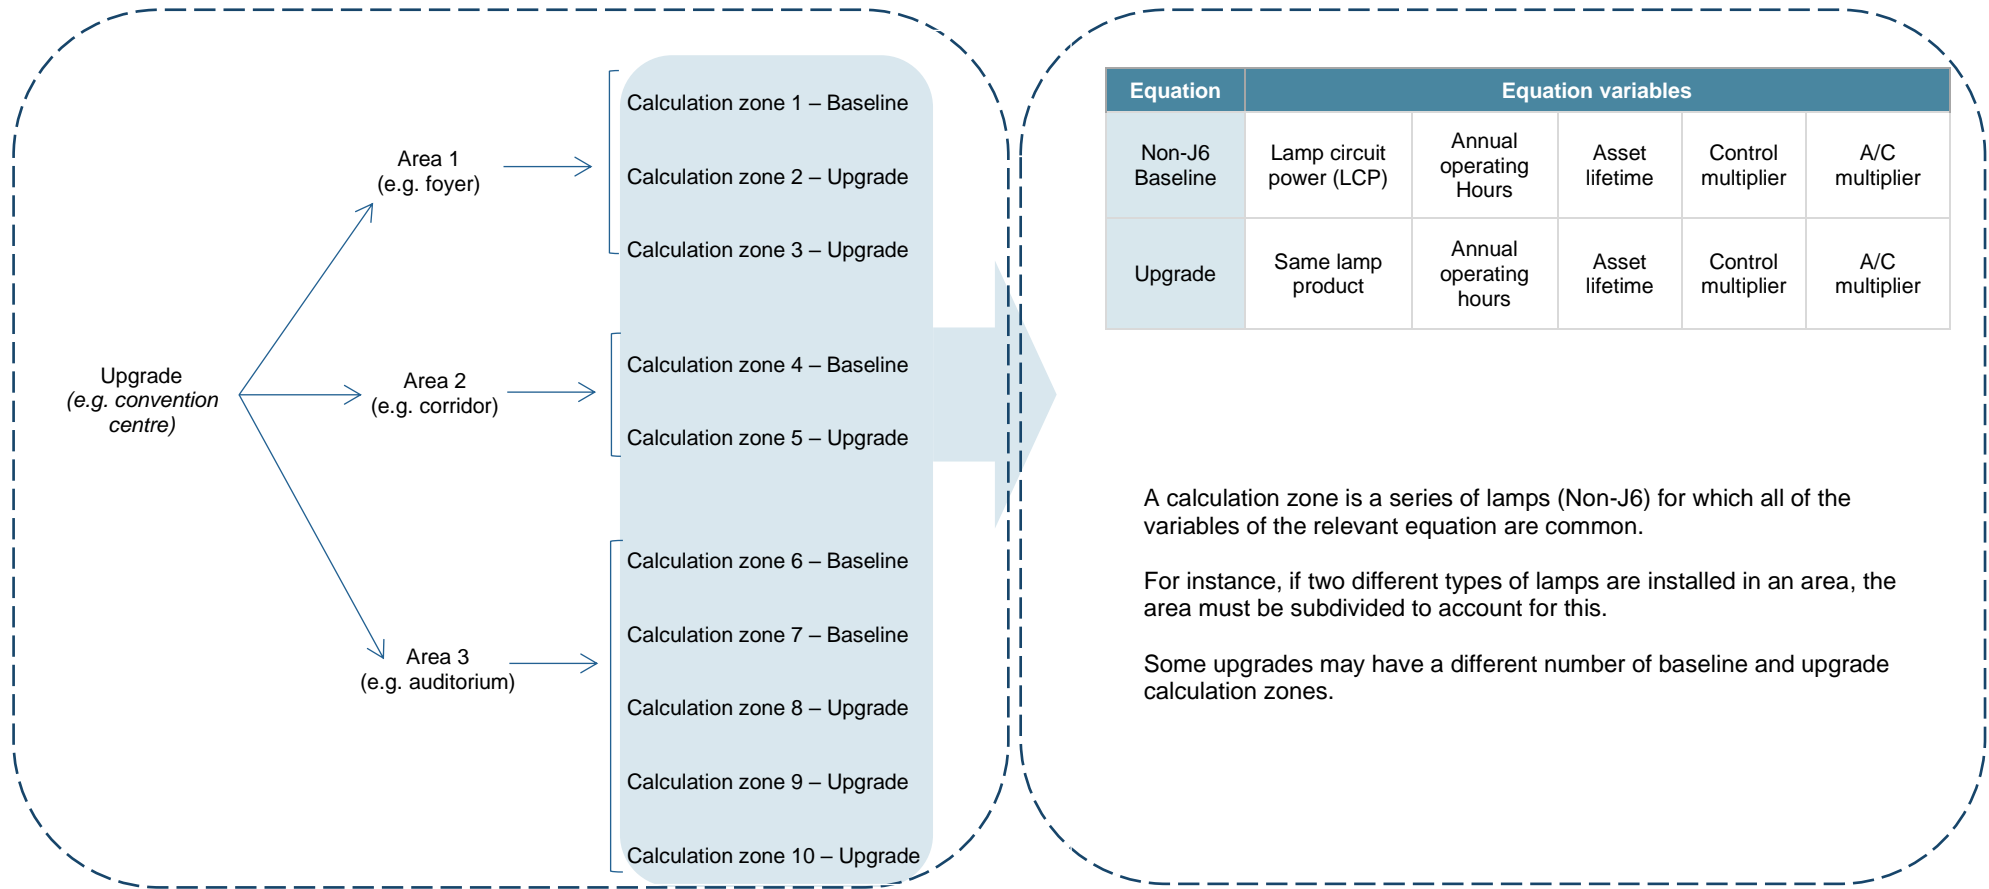 Upgrade
(e.g. convention
centre)
Area 1
(e.g. foyer)
Area 2
(e.g. corridor)
Area 3
(e.g. auditorium)
Calculation zone 1 – Baseline
Calculation zone 2 – Upgrade
Calculation zone 3 – Upgrade
Calculation zone 4 – Baseline
Calculation zone 5 – Upgrade
Calculation zone 6 – Baseline
Calculation zone 7 – Baseline
Calculation zone 8 – Upgrade
Calculation zone 9 – Upgrade
Calculation zone 10 – Upgrade
Equation
Equation variables
Non-J6
Baseline
Lamp circuit
power (LCP)
Annual
operating
Hours
Asset
lifetime
Control
multiplier
A/C
multiplier
Upgrade
Same lamp
product
Annual
operating
hours
Asset
lifetime
Control
multiplier
A/C
multiplier
A calculation zone is a series of lamps (Non-J6) for which all of the
variables of the relevant equation are common.
For instance, if two different types of lamps are installed in an area, the
area must be subdivided to account for this.
Some upgrades may have a different number of baseline and upgrade
calculation zones.